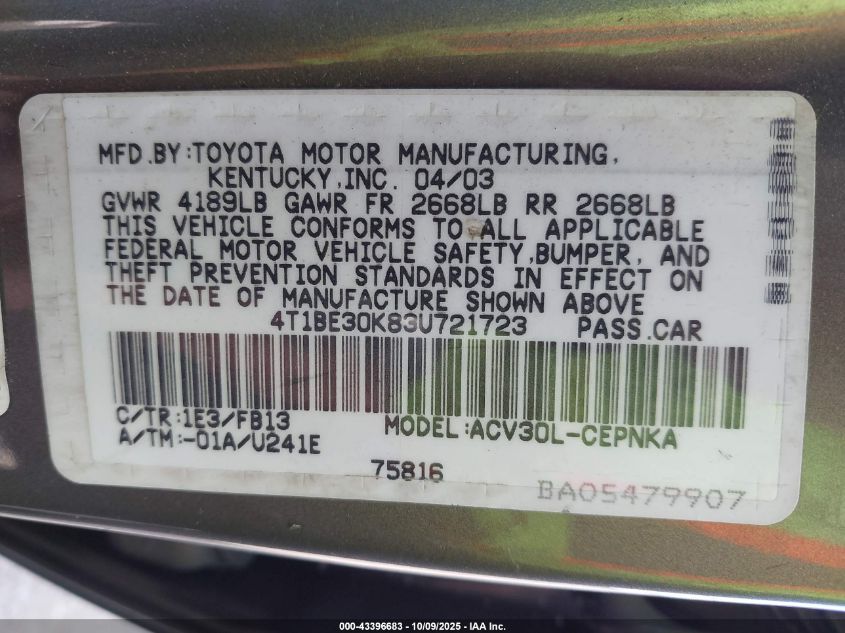 MFD.BY:TOYOTA MOTOR MANUFACTURING,
KENTUCKY,INC. 04/03
GVWR 4189LB GAWR FR 2668LB RR 2668LB
THIS VEHICLE CONFORMS TO ALL APPLICABLE
FEDERAL MOTOR VEHICLE SAFETY,BUMPER, AND
THEFT PREVENTION STANDARDS IN EFFECT ON
THE DATE OF MANUFACTURE SHOWN ABOVE
4T1BE30K83U721723 PASS.CAR
C/TR:1E3/FB13
A/TM:-01A/U241E
MODEL:ACV30L-CEPNKA
75816
BA05479907
000-43396683 - 10/09/2025 - IAA Inc.